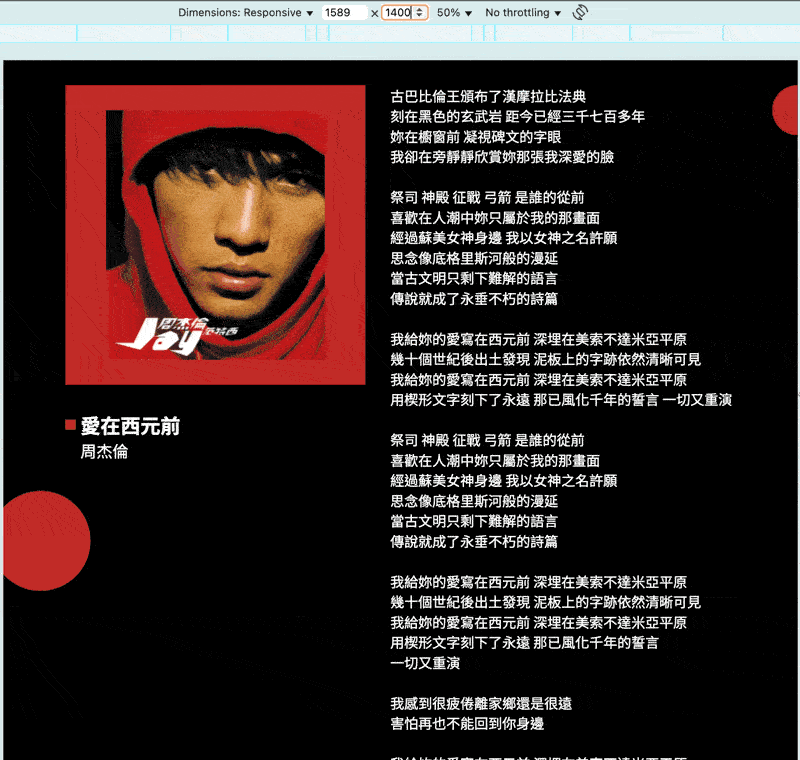 Dimensions: Responsive ▼ 1589 × 1400 50% ▼ No throttling ▼
周杰倫
范特西
Jay
愛在西元前
周杰倫
古巴比倫王頒布了漢摩拉比法典
刻在黑色的玄武岩 距今已經三千七百多年
妳在櫥窗前 凝視碑文的字眼
我卻在旁靜靜欣賞妳那張我深愛的臉
祭司 神殿 征戰 弓箭 是誰的從前
喜歡在人潮中妳只屬於我的那畫面
經過蘇美女神身邊 我以女神之名許願
思念像底格里斯河般的漫延
當古文明只剩下難解的語言
傳說就成了永垂不朽的詩篇
我給妳的愛寫在西元前 深埋在美索不達米亞平原
幾十個世紀後出土發現 泥板上的字跡依然清晰可見
我給妳的愛寫在西元前 深埋在美索不達米亞平原
用楔形文字刻下了永遠 那已風化千年的誓言 一切又重演
祭司 神殿 征戰 弓箭 是誰的從前
喜歡在人潮中妳只屬於我的那畫面
經過蘇美女神身邊 我以女神之名許願
思念像底格里斯河般的漫延
當古文明只剩下難解的語言
傳說就成了永垂不朽的詩篇
我給妳的愛寫在西元前 深埋在美索不達米亞平原
幾十個世紀後出土發現 泥板上的字跡依然清晰可見
我給妳的愛寫在西元前 深埋在美索不達米亞平原
用楔形文字刻下了永遠 那已風化千年的誓言
一切又重演
我感到很疲倦離家鄉還是很遠
害怕再也不能回到你身邊